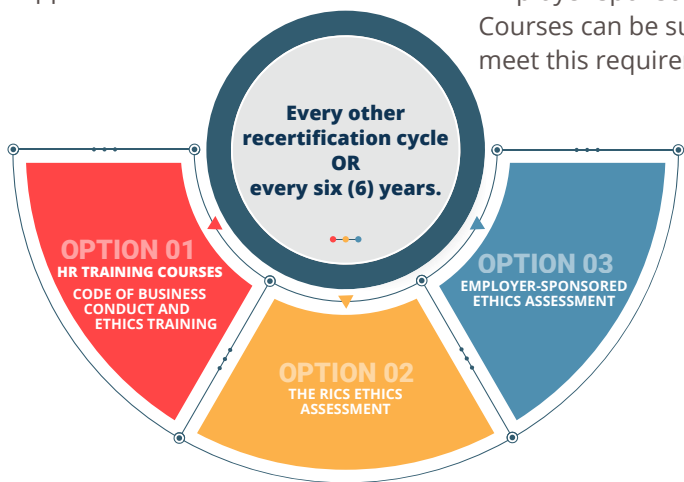 Courses can be su
meet this require
Every other
recertification cycle
OR
every six (6) years.
OPTION 01
HR TRAINING COURSES
CODE OF BUSINESS
CONDUCT AND
ETHICS TRAINING
OPTION 02
THE RICS ETHICS
ASSESSMENT
OPTION 03
EMPLOYER-SPONSORED
ETHICS ASSESSMENT